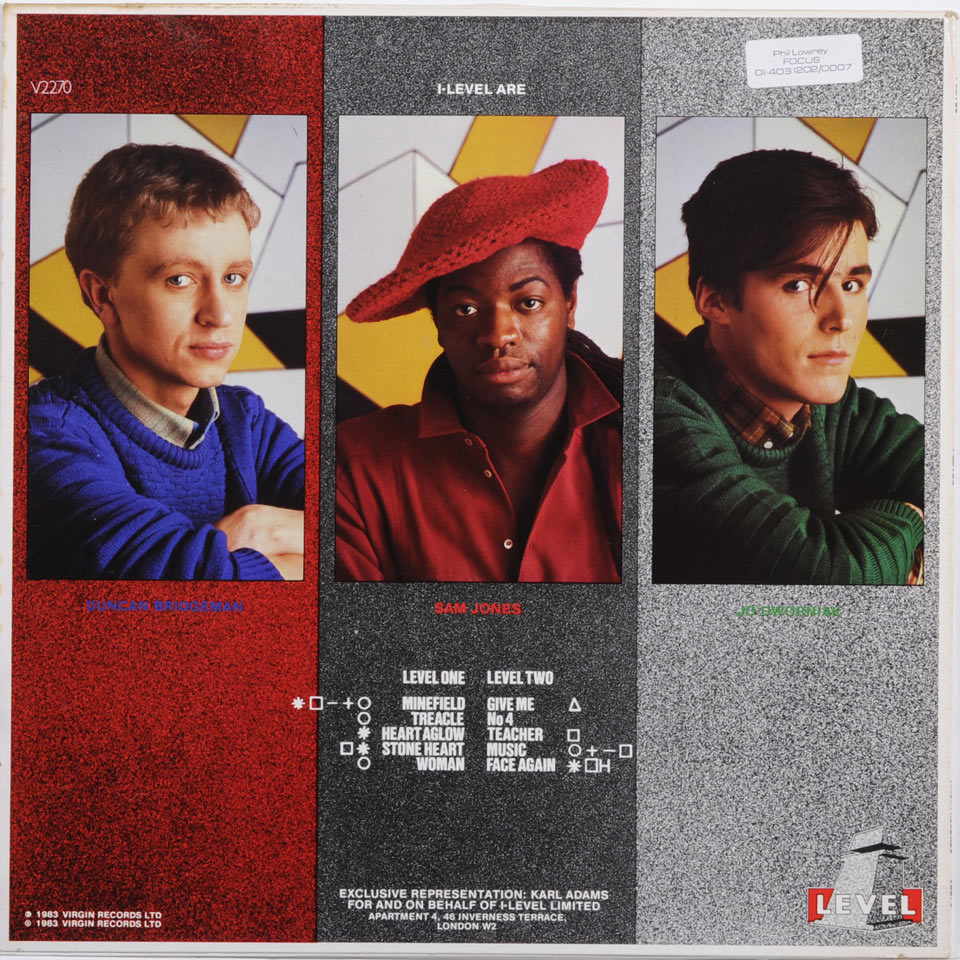 V2270
I-LEVEL ARE
Phil Lowrey
FOCUS
01-403 1202/0007
DUNCAN BRIDGEMAN
SAM JONES
JO DWORNIAK
LEVEL ONE LEVEL TWO
MINEFIELD GIVE ME
TREACLE No 4
HEARTAGLOW TEACHER
STONE HEART MUSIC
WOMAN FACE AGAIN
EXCLUSIVE REPRESENTATION: KARL ADAMS
FOR AND ON BEHALF OF I-LEVEL LIMITED
APARTMENT 4, 46 INVERNESS TERRACE,
LONDON W2
℗ 1983 VIRGIN RECORDS LTD
© 1983 VIRGIN RECORDS LTD
LEVEL